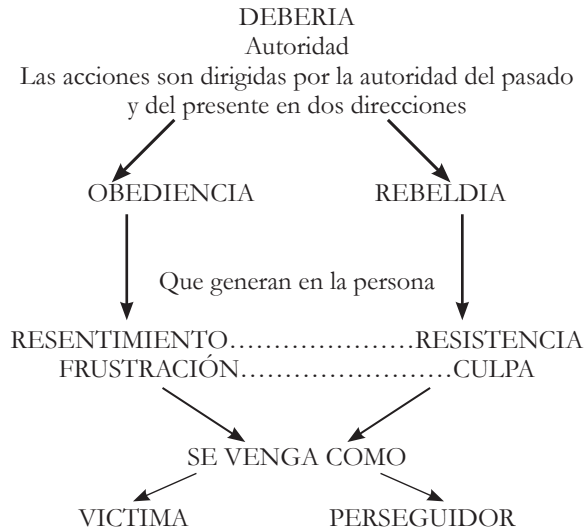 DEBERIA
Autoridad
Las acciones son dirigidas por la autoridad del pasado
y del presente en dos direcciones
OBEDIENCIA REBELDIA
Que generan en la persona
RESENTIMIENTO.....................RESISTENCIA
FRUSTRACIÓN........................CULPA
SE VENGA COMO
VICTIMA PERSEGUIDOR